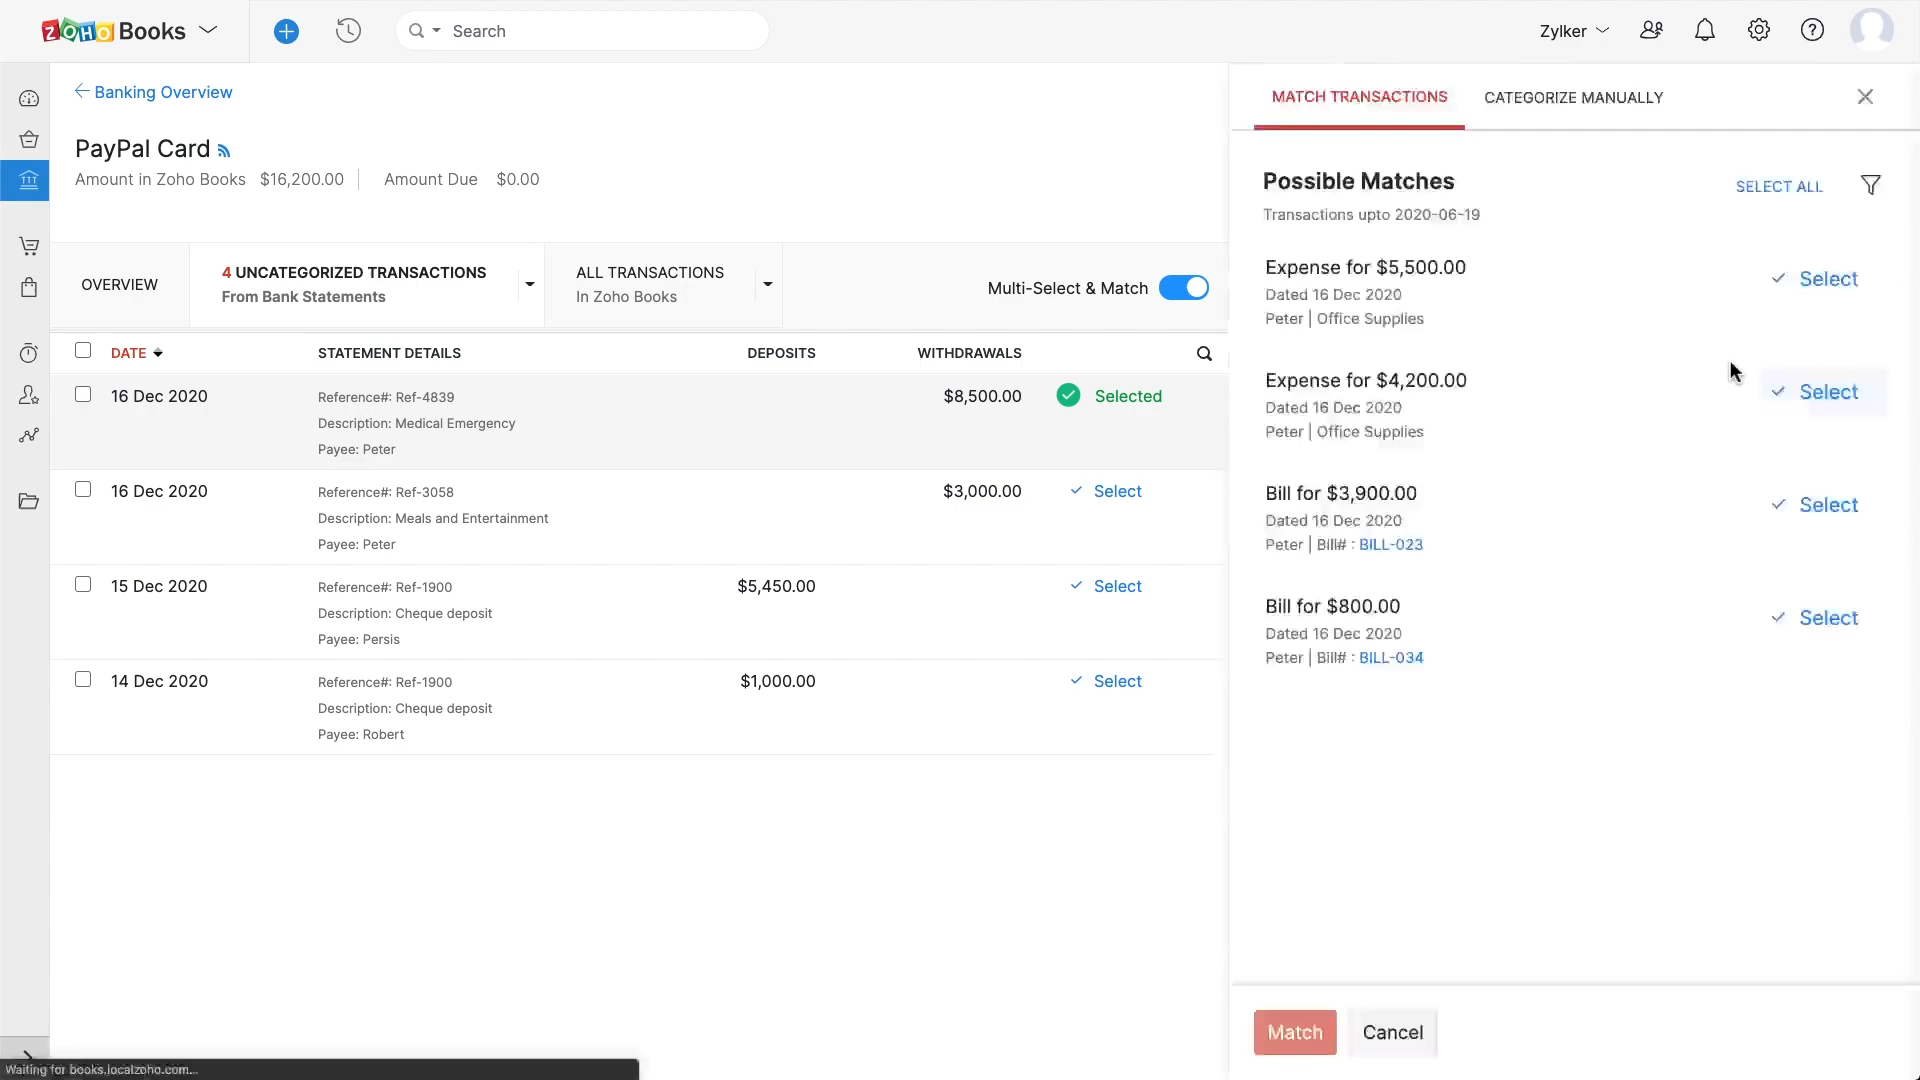 ZOHO Books
Search
Zylker
Banking Overview
PayPal Card
Amount in Zoho Books $16,200.00 Amount Due $0.00
OVERVIEW
4 UNCATEGORIZED TRANSACTIONS
From Bank Statements
ALL TRANSACTIONS
In Zoho Books
Multi-Select & Match
DATE STATEMENT DETAILS DEPOSITS WITHDRAWALS
16 Dec 2020 Reference#: Ref-4839 $8,500.00 Selected
Description: Medical Emergency
Payee: Peter
16 Dec 2020 Reference#: Ref-3058 $3,000.00 Select
Description: Meals and Entertainment
Payee: Peter
15 Dec 2020 Reference#: Ref-1900 $5,450.00 Select
Description: Cheque deposit
Payee: Persis
14 Dec 2020 Reference#: Ref-1900 $1,000.00 Select
Description: Cheque deposit
Payee: Robert
MATCH TRANSACTIONS CATEGORIZE MANUALLY
Possible Matches SELECT ALL
Transactions upto 2020-06-19
Expense for $5,500.00 Select
Dated 16 Dec 2020
Peter | Office Supplies
Expense for $4,200.00 Select
Dated 16 Dec 2020
Peter | Office Supplies
Bill for $3,900.00 Select
Dated 16 Dec 2020
Peter | Bill# : BILL-023
Bill for $800.00 Select
Dated 16 Dec 2020
Peter | Bill# : BILL-034
Match Cancel
Waiting for books.localzoho.com...